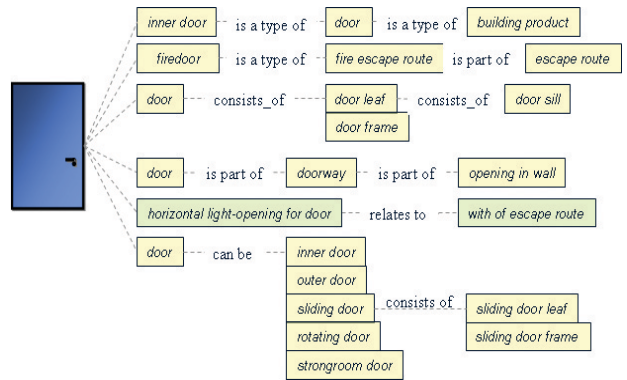 inner door is a type of door is a type of building product
firedoor is a type of fire escape route is part of escape route
door consists_of door leaf consists_of door sill
door frame
door is part of doorway is part of opening in wall
horizontal light-opening for door relates to with of escape route
door can be inner door
outer door
sliding door consists of sliding door leaf
rotating door sliding door frame
strongroom door